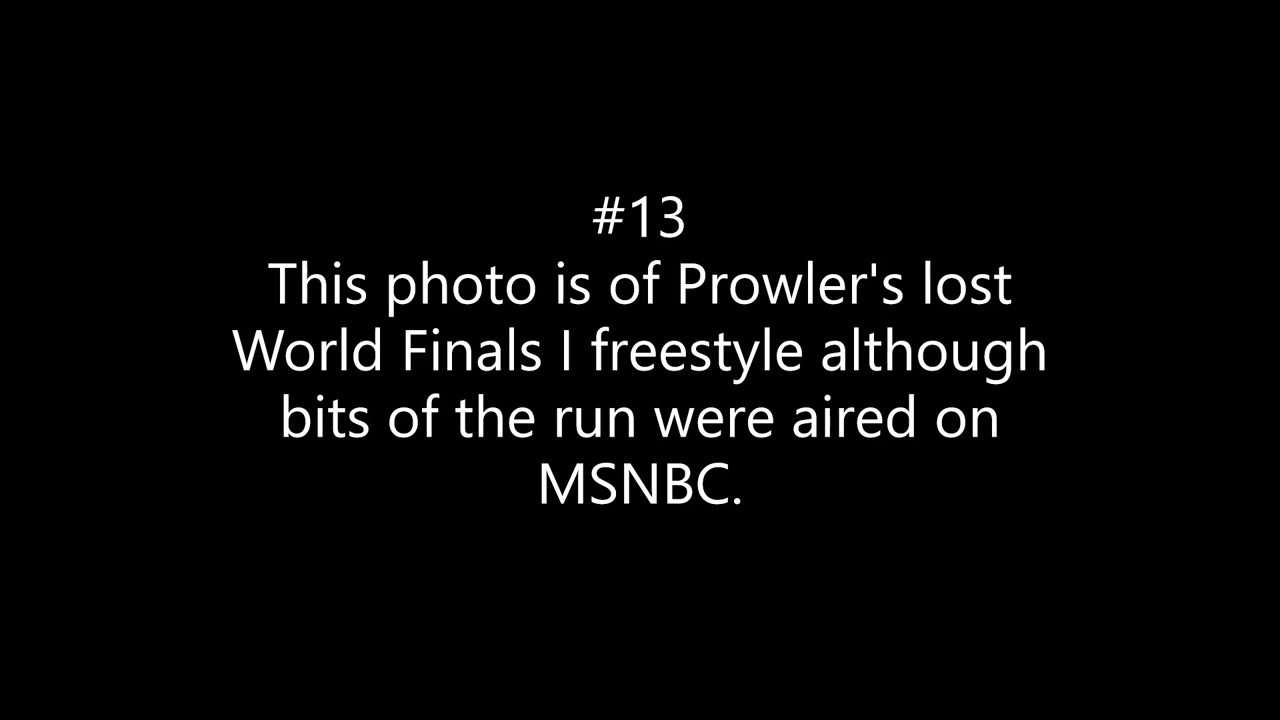 #13
This photo is of Prowler's lost
World Finals I freestyle although
bits of the run were aired on
MSNBC.